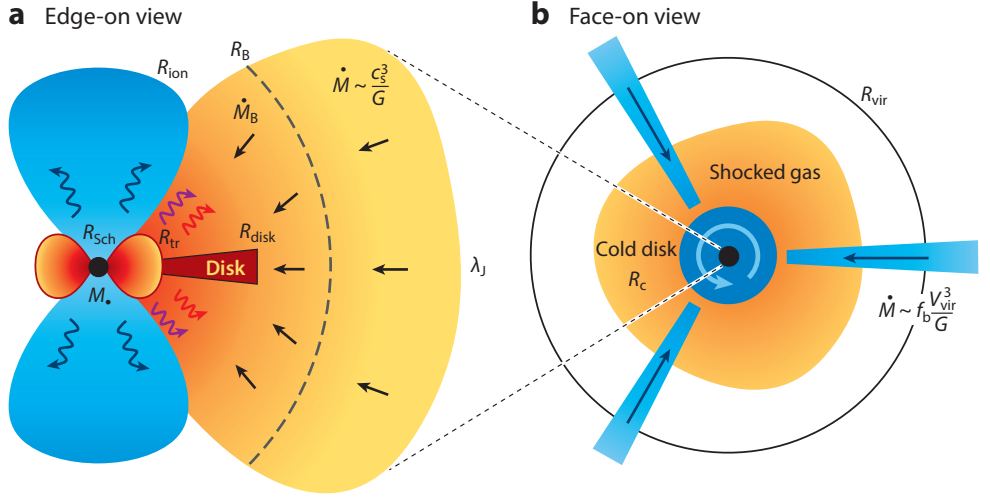 a Edge-on view
R_ion
R_B
Ṁ ~ c_s^3/G
Ṁ_B
R_Sch
R_tr
R_disk
Disk
λ_J
M_•
b Face-on view
R_vir
Shocked gas
Cold disk
R_c
Ṁ ~ f_b V_vir^3/G